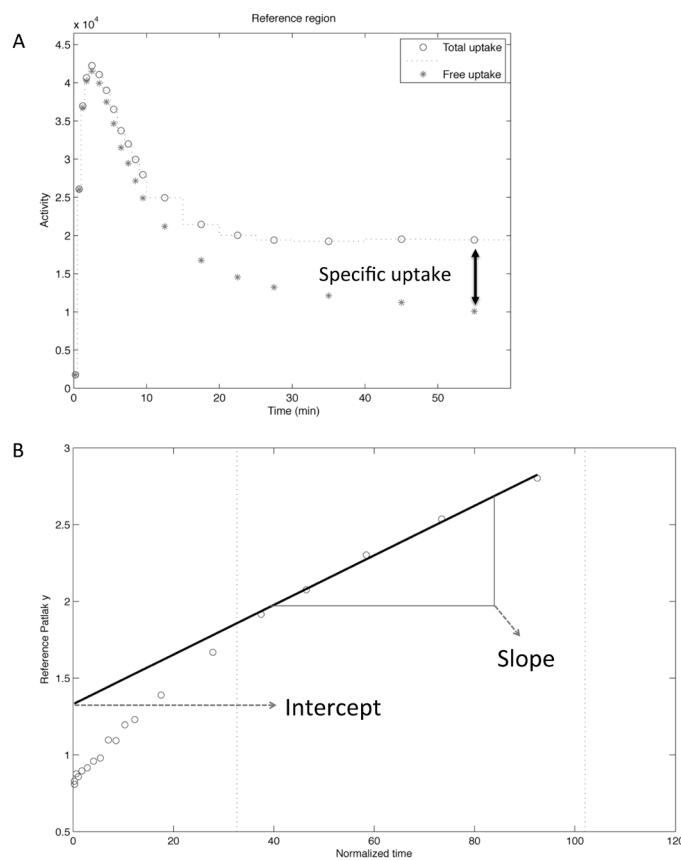 Reference region
x 10⁴
A
4.5
4
3.5
3
2.5
2
1.5
1
0.5
0
Activity
Total uptake
Free uptake
Specific uptake
0 10 20 30 40 50
Time (min)
B
3
2.5
2
1.5
1
0.5
Reference Patlak y
Slope
Intercept
0 20 40 60 80 100 120
Normalized time